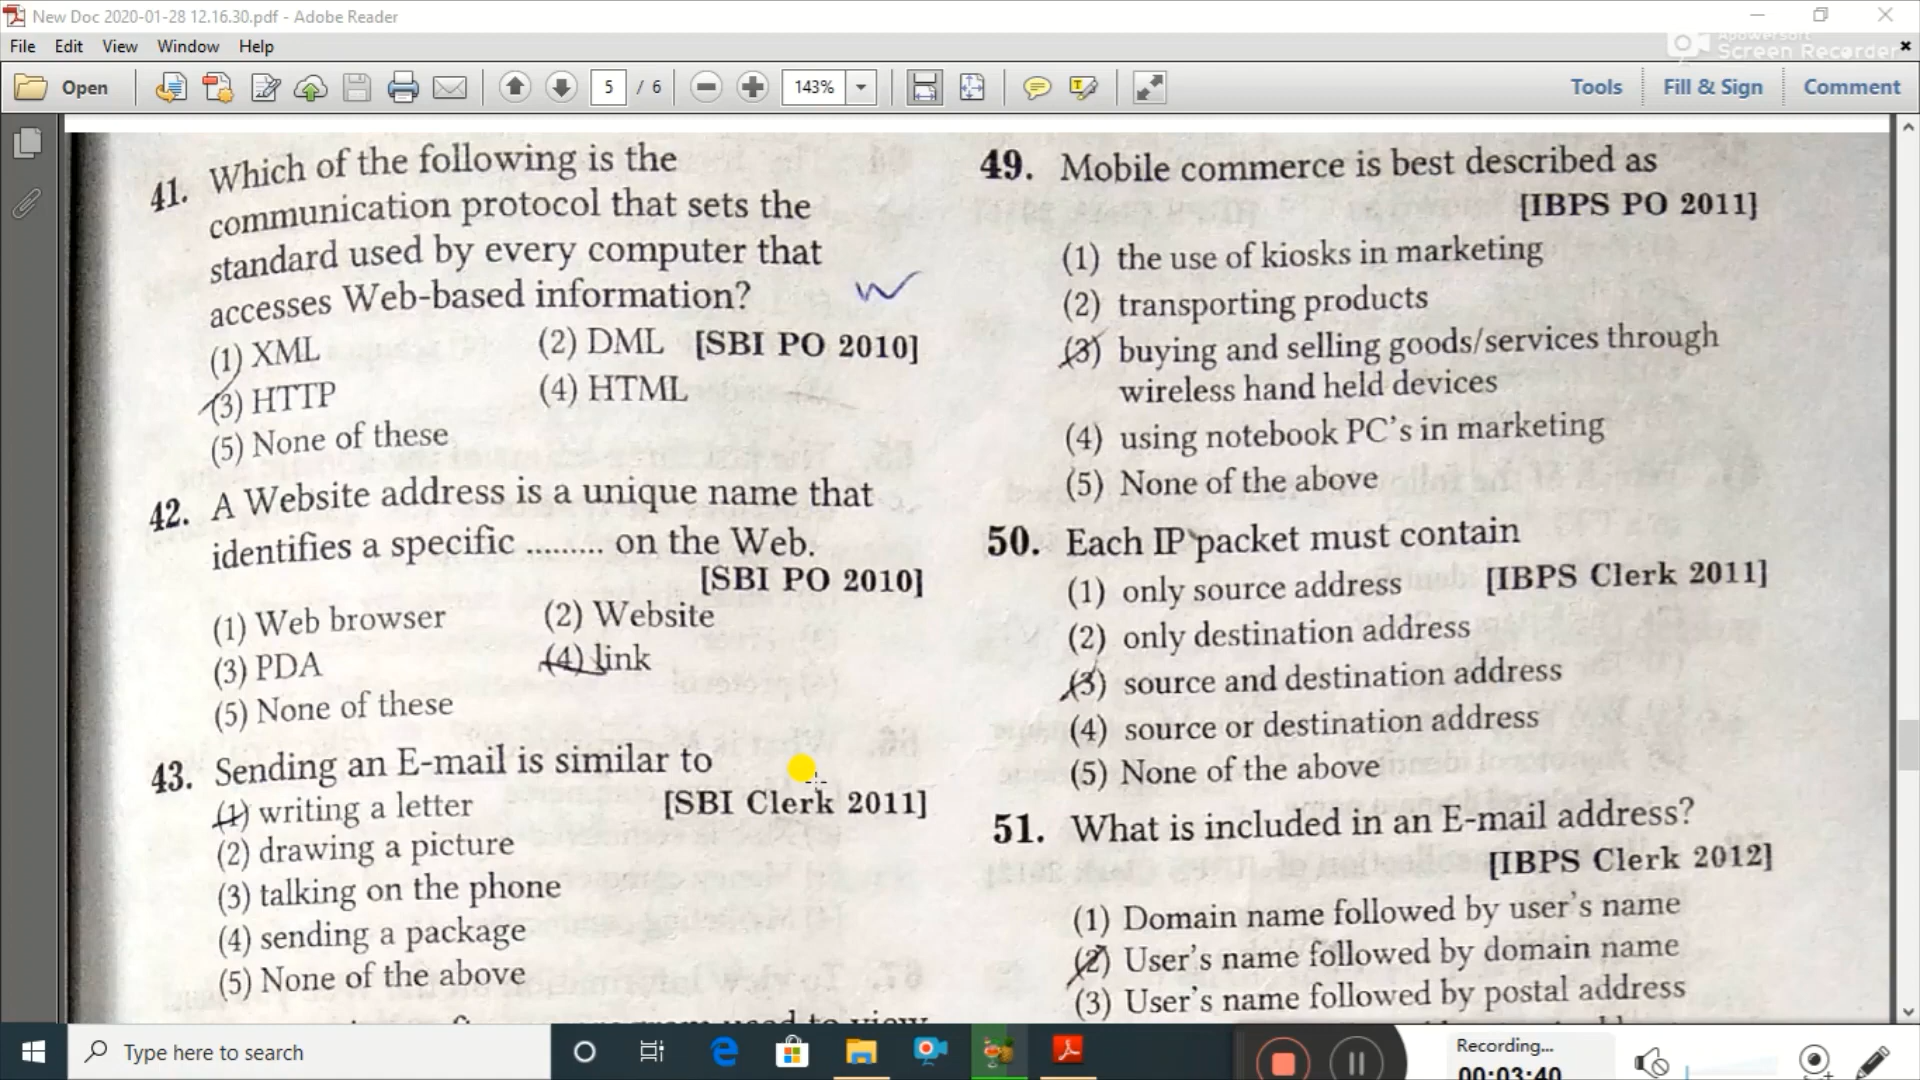 New Doc 2020-01-28 12.16.30.pdf - Adobe Reader
File Edit View Window Help
Apowersoft
Screen Recorder
Open
5 / 6
143%
Tools
Fill & Sign
Comment
41. Which of the following is the
communication protocol that sets the
standard used by every computer that
accesses Web-based information?
(1) XML (2) DML [SBI PO 2010]
(3) HTTP (4) HTML
(5) None of these
42. A Website address is a unique name that
identifies a specific ......... on the Web.
[SBI PO 2010]
(1) Web browser (2) Website
(3) PDA (4) link
(5) None of these
43. Sending an E-mail is similar to
(1) writing a letter [SBI Clerk 2011]
(2) drawing a picture
(3) talking on the phone
(4) sending a package
(5) None of the above
49. Mobile commerce is best described as
[IBPS PO 2011]
(1) the use of kiosks in marketing
(2) transporting products
(3) buying and selling goods/services through
wireless hand held devices
(4) using notebook PC's in marketing
(5) None of the above
50. Each IP packet must contain
(1) only source address [IBPS Clerk 2011]
(2) only destination address
(3) source and destination address
(4) source or destination address
(5) None of the above
51. What is included in an E-mail address?
[IBPS Clerk 2012]
(1) Domain name followed by user's name
(2) User's name followed by domain name
(3) User's name followed by postal address
Type here to search
Recording...
00:03:40